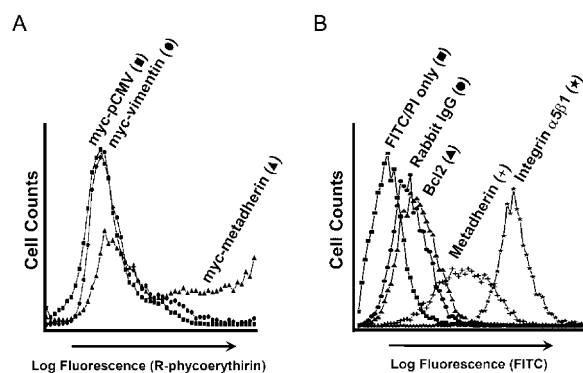 A
myc-pCMV (■)
myc-vimentin (●)
myc-metadherin (▲)
Cell Counts
Log Fluorescence (R-phycoerythirin)
B
FITC/PI only (■)
Rabbit IgG (●)
Bcl2 (▲)
Metadherin (+)
Integrin α5β1 (★)
Cell Counts
Log Fluorescence (FITC)